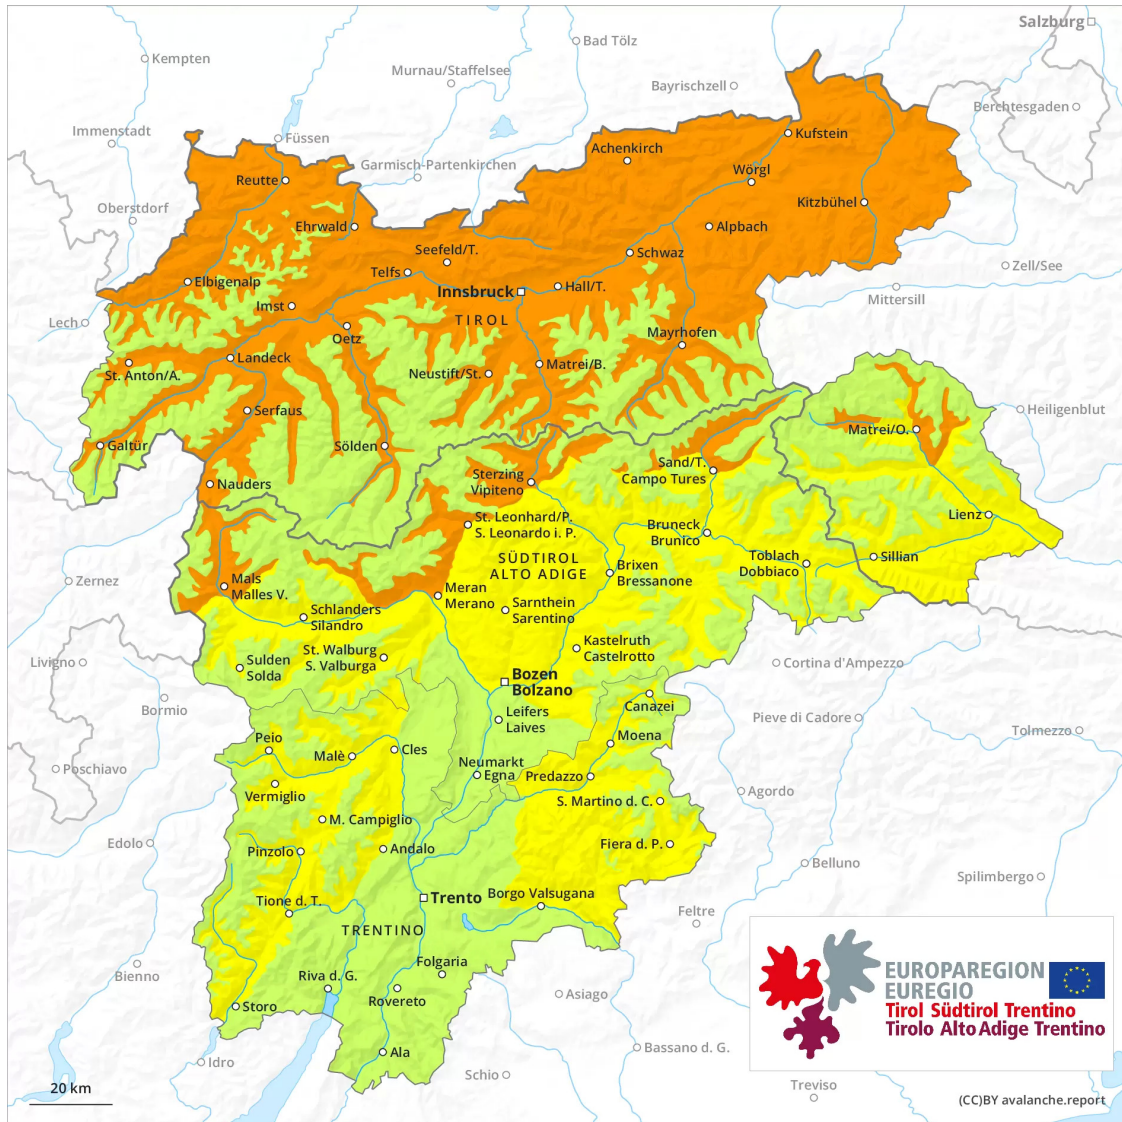 Salzburg
Bad Tölz
Kempten
Murnau/Staffelsee
Bayrischzell
Berchtesgaden
Immenstadt
Füssen
Kufstein
Achenkirch
Garmisch-Partenkirchen
Wörgl
Reutte
Kitzbühel
Oberstdorf
Ehrwald
Alpbach
Seefeld/T.
Schwaz
Telfs
Zell/See
Elbigenalp
Innsbruck
Hall/T.
Mittersill
Imst
TIROL
Lech
Oetz
Mayrhofen
Landeck
Matrei/B.
St. Anton/A.
Neustift/St.
Serfaus
Heiligenblut
Matrei/O.
Galtür
Sölden
Sand/T.
Campo Tures
Sterzing
Vipiteno
Nauders
St. Leonhard/P.
S. Leonardo i. P.
Lienz
Bruneck
Brunico
SÜDTIROL
ALTO ADIGE
Toblach
Dobbiaco
Sillian
Brixen
Bressanone
Zernez
Mals
Malles V.
Meran
Merano
Schlanders
Silandro
Sarnthein
Sarentino
Kastelruth
Castelrotto
St. Walburg
S. Valburga
Livigno
Sulden
Solda
Cortina d'Ampezzo
Bozen
Bolzano
Bormio
Canazei
Leifers
Laives
Pieve di Cadore
Tolmezzo
Peio
Moena
Malè
Cles
Poschiavo
Neumarkt
Egna
Predazzo
Vermiglio
Agordo
S. Martino d. C.
M. Campiglio
Edolo
Pinzolo
Andalo
Fiera d. P.
Belluno
Spilimbergo
Tione d. T.
Trento
Borgo Valsugana
Feltre
TRENTINO
Folgaria
Bienno
Riva d. G.
Rovereto
Asiago
Storo
EUROPAREGION
EUREGIO
Tirol Südtirol Trentino
Tirolo Alto Adige Trentino
Ala
Idro
Bassano d. G.
Schio
Treviso
20 km
(CC)BY avalanche.report